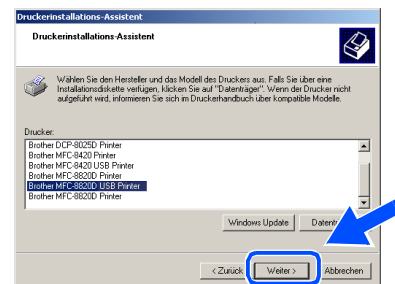 Druckerinstallations-Assistent
Druckerinstallations-Assistent
Wählen Sie den Hersteller und das Modell des Druckers aus. Falls Sie über eine
Installationsdiskette verfügen, klicken Sie auf "Datenträger". Wenn der Drucker nicht
aufgeführt wird, informieren Sie sich im Druckerhandbuch über kompatible Modelle.
Drucker:
Brother DCP-8025D Printer
Brother MFC-8420 Printer
Brother MFC-8420 USB Printer
Brother MFC-8820D Printer
Brother MFC-8820D USB Printer
Brother MFC-8820D Printer
Windows Update Datentr
< Zurück Weiter > Abbrechen